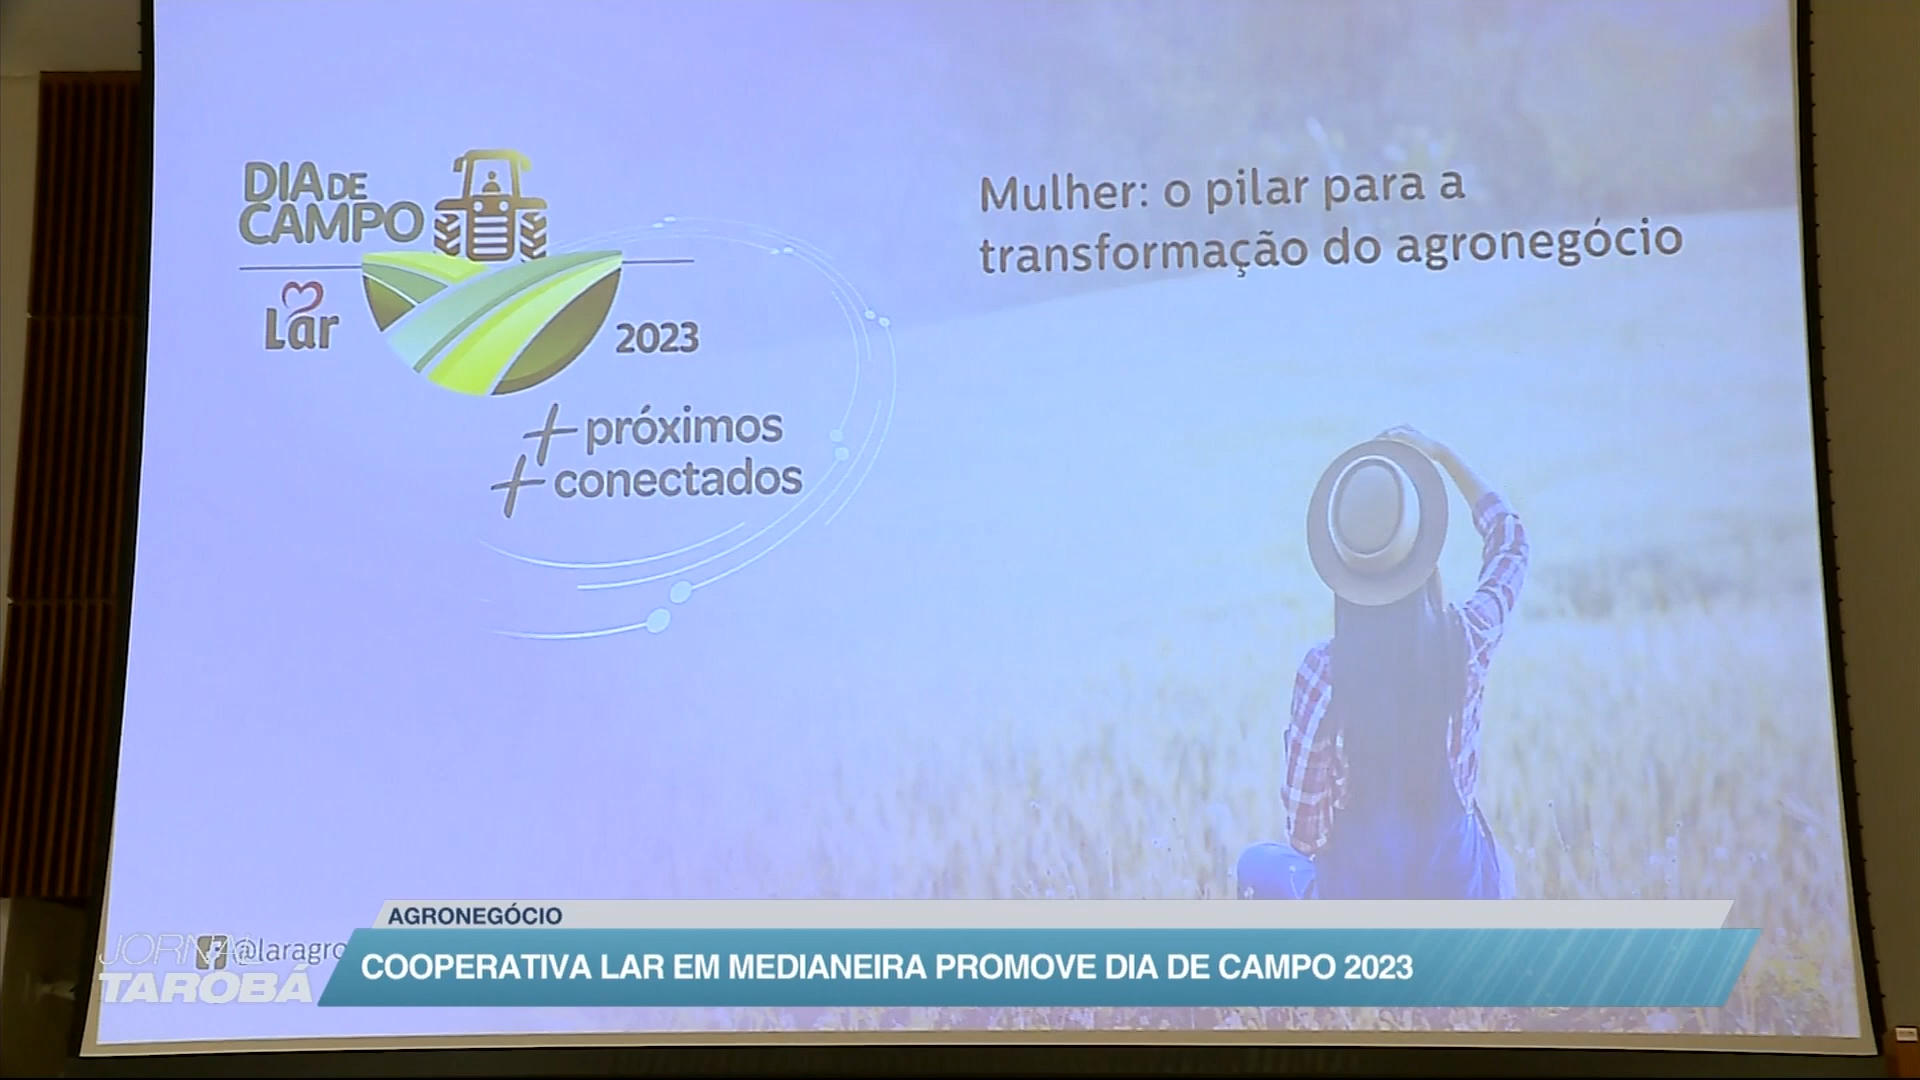 DIA DE
CAMPO
Lar
2023
+ próximos
+ conectados
Mulher: o pilar para a
transformação do agronegócio
@laragro
AGRONEGÓCIO
COOPERATIVA LAR EM MEDIANEIRA PROMOVE DIA DE CAMPO 2023
JORNAL
TAROBÁ